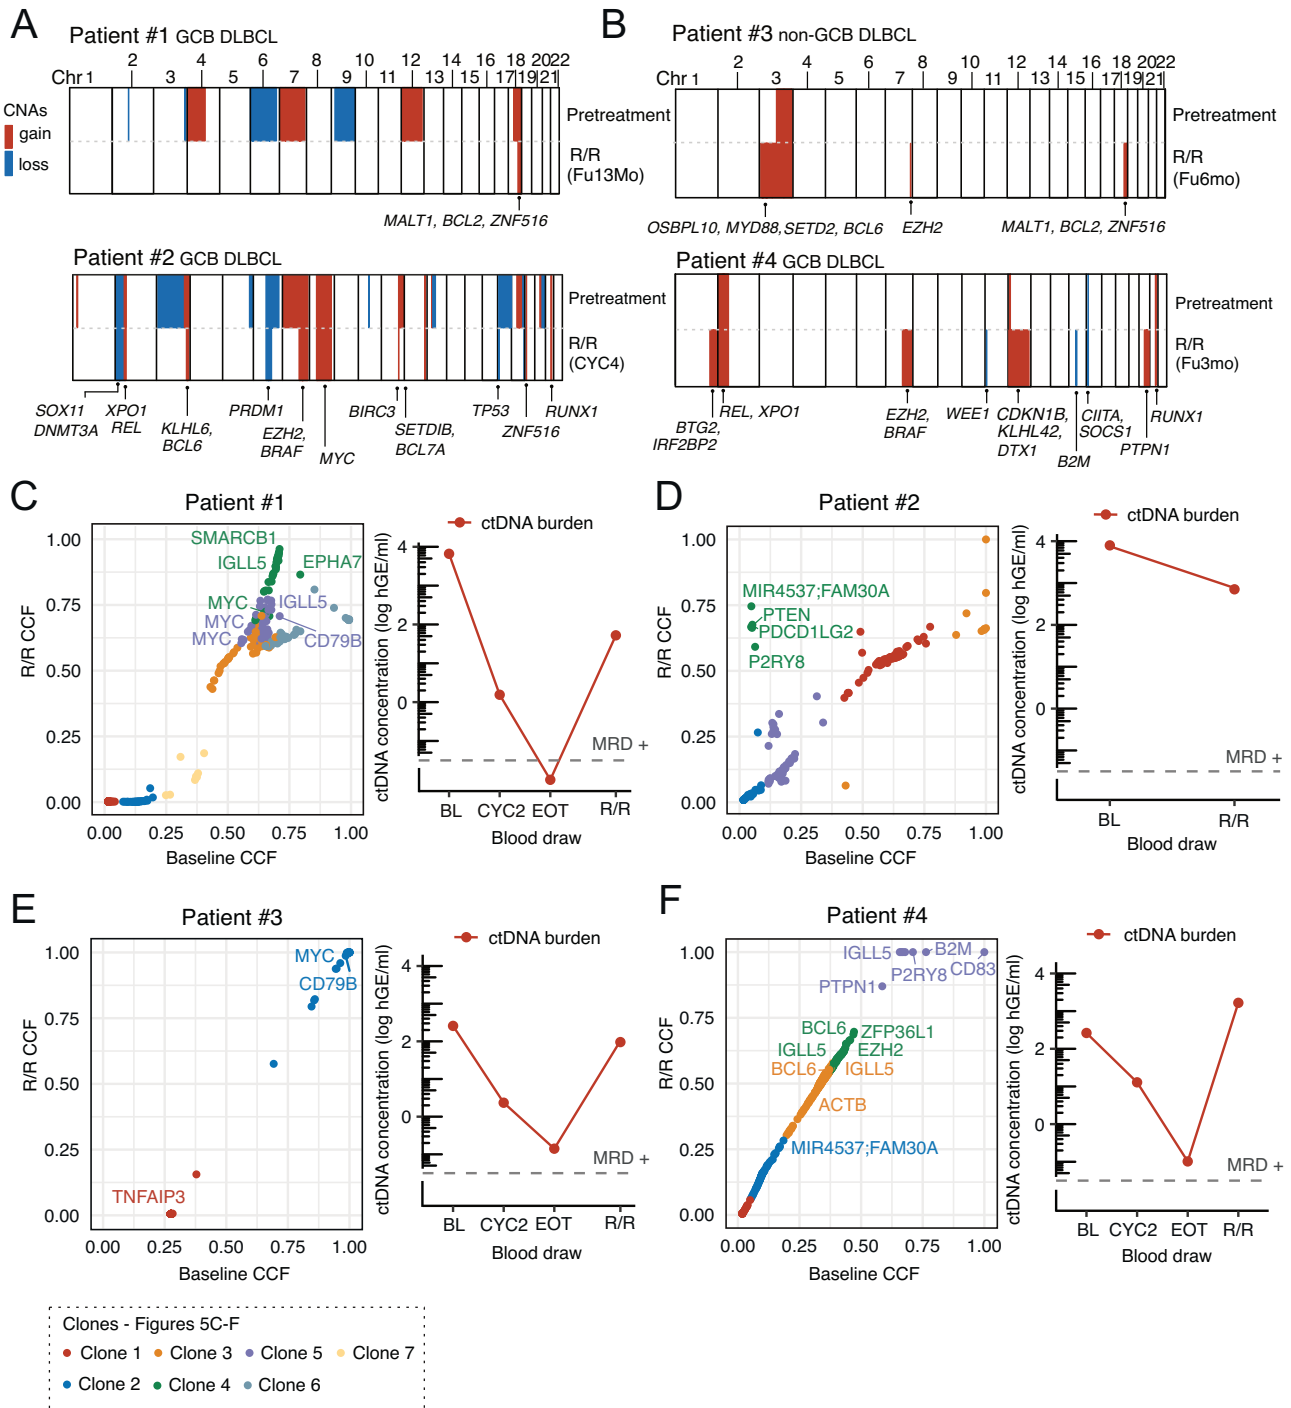 A
Patient #1 GCB DLBCL
2 4 6 8 10 12 14 16 18 20 22
Chr 1 3 5 7 9 11 13 15 17 19 21
CNAs
gain
loss
Pretreatment
R/R
(Fu13Mo)
MALT1, BCL2, ZNF516
Patient #2 GCB DLBCL
Pretreatment
R/R
(CYC4)
SOX11
DNMT3A
XPO1
REL
KLHL6,
BCL6
PRDM1
EZH2,
BRAF
MYC
BIRC3
SETDIB,
BCL7A
TP53
ZNF516
RUNX1
B
Patient #3 non-GCB DLBCL
2 4 6 8 10 12 14 16 18 20 22
Chr 1 3 5 7 9 11 13 15 17 19 21
Pretreatment
R/R
(Fu6mo)
OSBPL10, MYD88, SETD2, BCL6
EZH2
MALT1, BCL2, ZNF516
Patient #4 GCB DLBCL
Pretreatment
R/R
(Fu3mo)
BTG2,
IRF2BP2
REL, XPO1
EZH2,
BRAF
WEE1
CDKN1B,
KLHL42,
DTX1
B2M
CIITA,
SOCS1
PTPN1
RUNX1
C
Patient #1
R/R CCF
1.00
0.75
0.50
0.25
0.00
SMARCB1
IGLL5
EPHA7
MYC
IGLL5
MYC
MYC
CD79B
0.00 0.25 0.50 0.75 1.00
Baseline CCF
ctDNA burden
ctDNA concentration (log hGE/ml)
4
2
0
MRD +
BL CYC2 EOT R/R
Blood draw
D
Patient #2
R/R CCF
1.00
0.75
0.50
0.25
0.00
MIR4537;FAM30A
PTEN
PDCD1LG2
P2RY8
0.00 0.25 0.50 0.75 1.00
Baseline CCF
ctDNA burden
ctDNA concentration (log hGE/ml)
4
2
0
MRD +
BL R/R
Blood draw
E
Patient #3
R/R CCF
1.00
0.75
0.50
0.25
0.00
MYC
CD79B
TNFAIP3
0.00 0.25 0.50 0.75 1.00
Baseline CCF
ctDNA burden
ctDNA concentration (log hGE/ml)
4
2
0
MRD +
BL CYC2 EOT R/R
Blood draw
F
Patient #4
R/R CCF
1.00
0.75
0.50
0.25
0.00
IGLL5
B2M
P2RY8
CD83
PTPN1
BCL6
ZFP36L1
IGLL5
EZH2
BCL6
IGLL5
ACTB
MIR4537;FAM30A
0.00 0.25 0.50 0.75 1.00
Baseline CCF
ctDNA burden
ctDNA concentration (log hGE/ml)
4
2
0
MRD +
BL CYC2 EOT R/R
Blood draw
Clones - Figures 5C-F
Clone 1 Clone 3 Clone 5 Clone 7
Clone 2 Clone 4 Clone 6